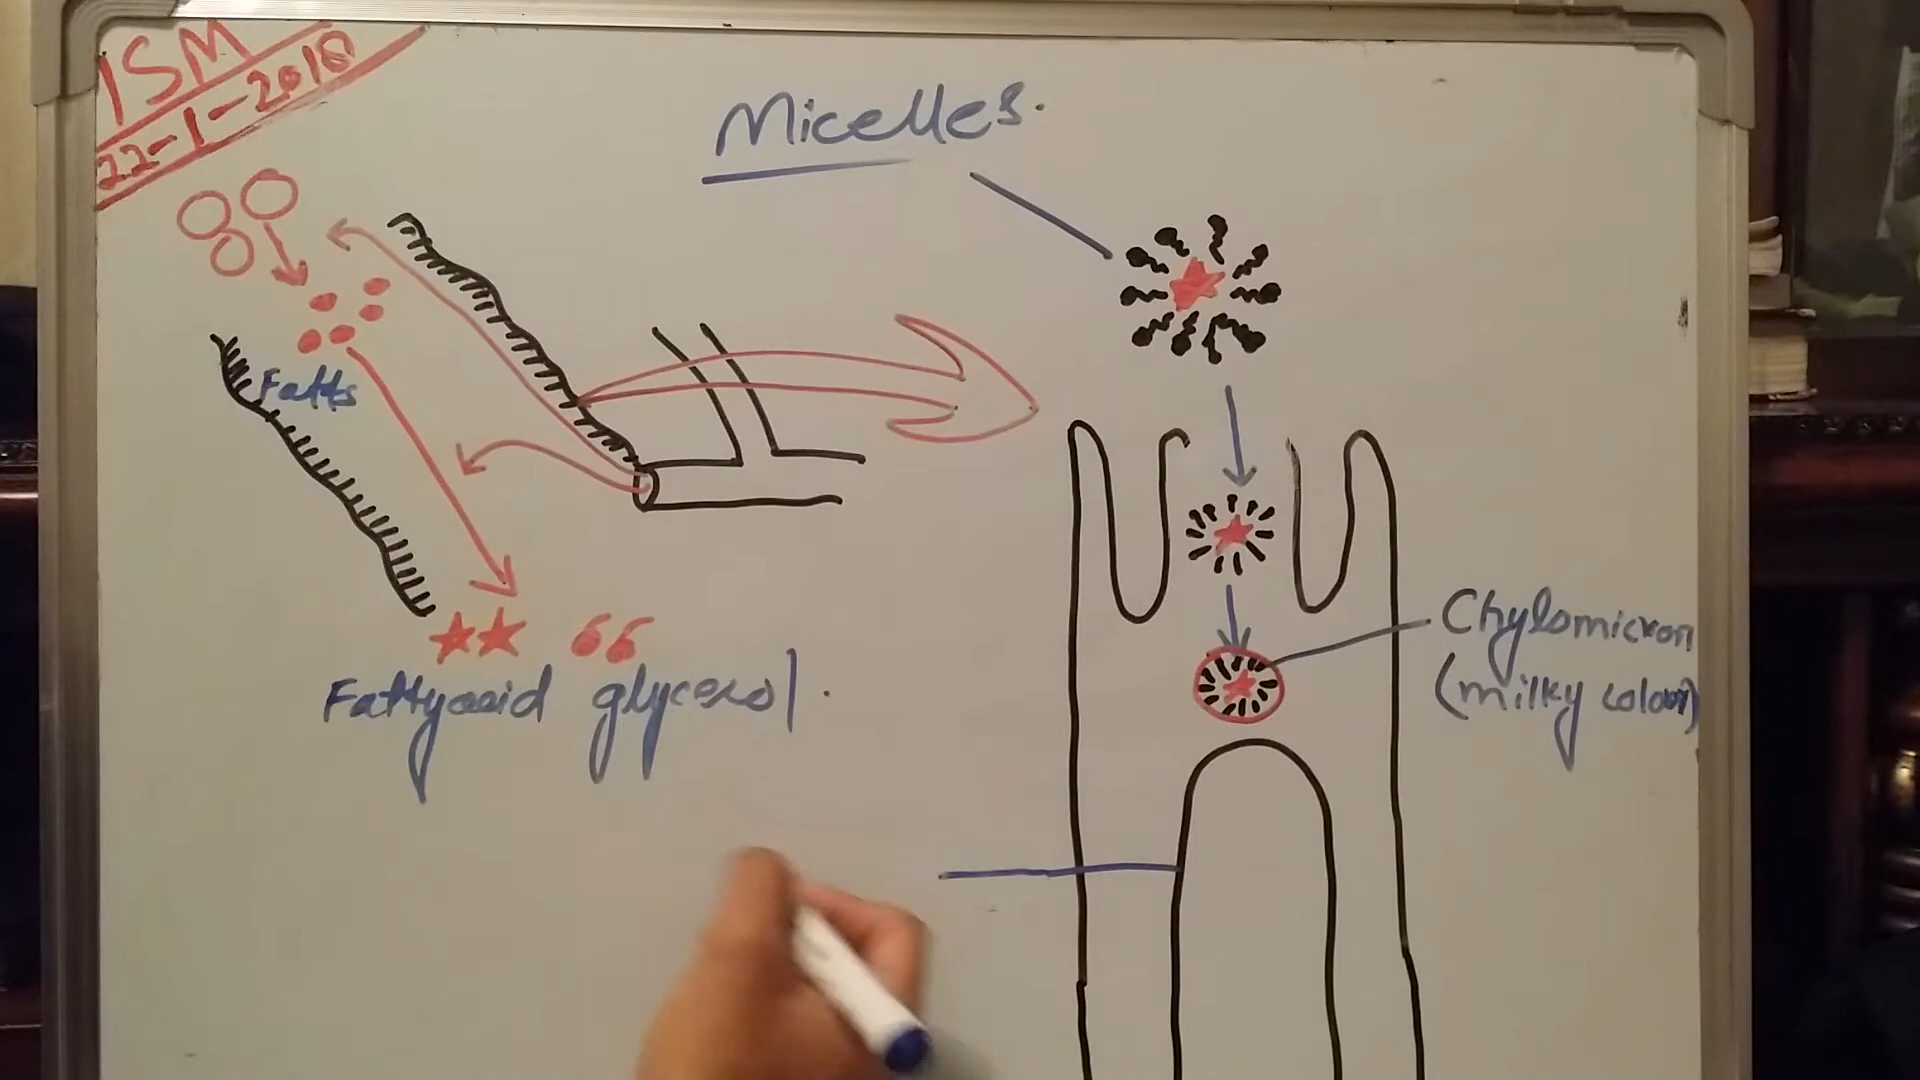 ISM
22-1-2018
Micelles.
Fatts
Fattyacid glycerol.
Chylomicron
(milky colour)